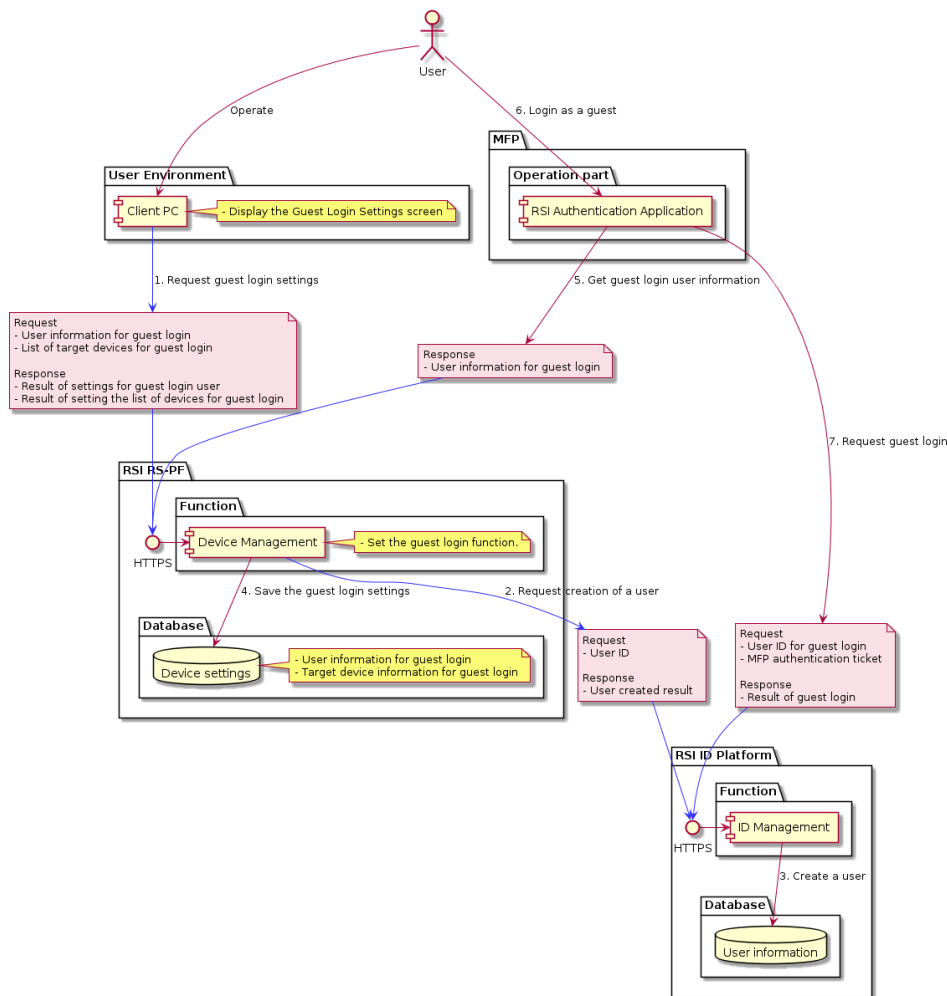 User
Operate
6. Login as a guest
MFP
User Environment
Operation part
Client PC
- Display the Guest Login Settings screen
RSI Authentication Application
1. Request guest login settings
5. Get guest login user information
Request
- User information for guest login
- List of target devices for guest login
Response
- Result of settings for guest login user
- Result of setting the list of devices for guest login
Response
- User information for guest login
7. Request guest login
RSI RS-PF
Function
Device Management
- Set the guest login function.
HTTPS
4. Save the guest login settings
2. Request creation of a user
Database
Device settings
- User information for guest login
- Target device information for guest login
Request
- User ID
Response
- User created result
Request
- User ID for guest login
- MFP authentication ticket
Response
- Result of guest login
RSI ID Platform
Function
ID Management
HTTPS
3. Create a user
Database
User information